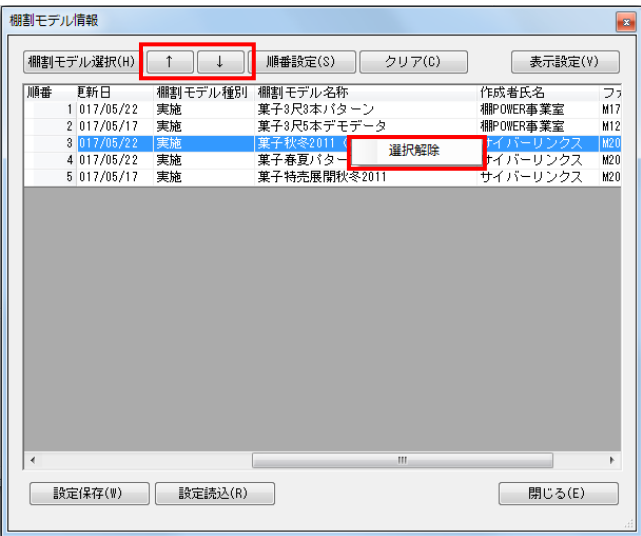 棚割モデル情報
棚割モデル選択(H) ↑ ↓ 順番設定(S) クリア(C) 表示設定(V)
順番 更新日 棚割モデル種別 棚割モデル名称 作成者氏名 ファ
1 017/05/22 実施 菓子3尺3本パターン 棚POWER事業室 M17
2 017/05/17 実施 菓子3尺5本デモデータ 棚POWER事業室 M12
3 017/05/22 実施 菓子秋冬2011 サイバーリンクス M20
選択解除
4 017/05/22 実施 菓子春夏パター サイバーリンクス M20
5 017/05/17 実施 菓子特売展開秋冬2011 サイバーリンクス M20
設定保存(W) 設定読込(R) 閉じる(E)